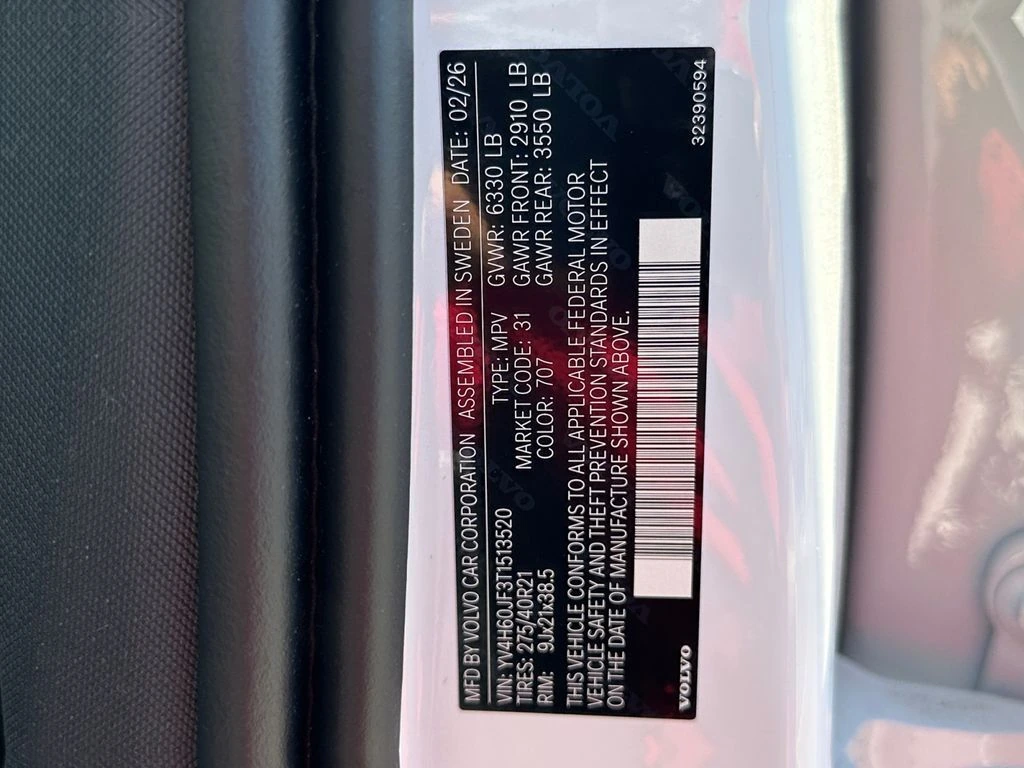 MFD BY VOLVO CAR CORPORATION ASSEMBLED IN SWEDEN DATE: 02/26
VIN: YV4H60JF3T1513520 TYPE: MPV GVWR: 6330 LB
TIRES: 275/40R21 MARKET CODE: 31 GAWR FRONT: 2910 LB
RIM: 9Jx21x38.5 COLOR: 707 GAWR REAR: 3550 LB
THIS VEHICLE CONFORMS TO ALL APPLICABLE FEDERAL MOTOR
VEHICLE SAFETY AND THEFT PREVENTION STANDARDS IN EFFECT
ON THE DATE OF MANUFACTURE SHOWN ABOVE.
VOLVO 32390594